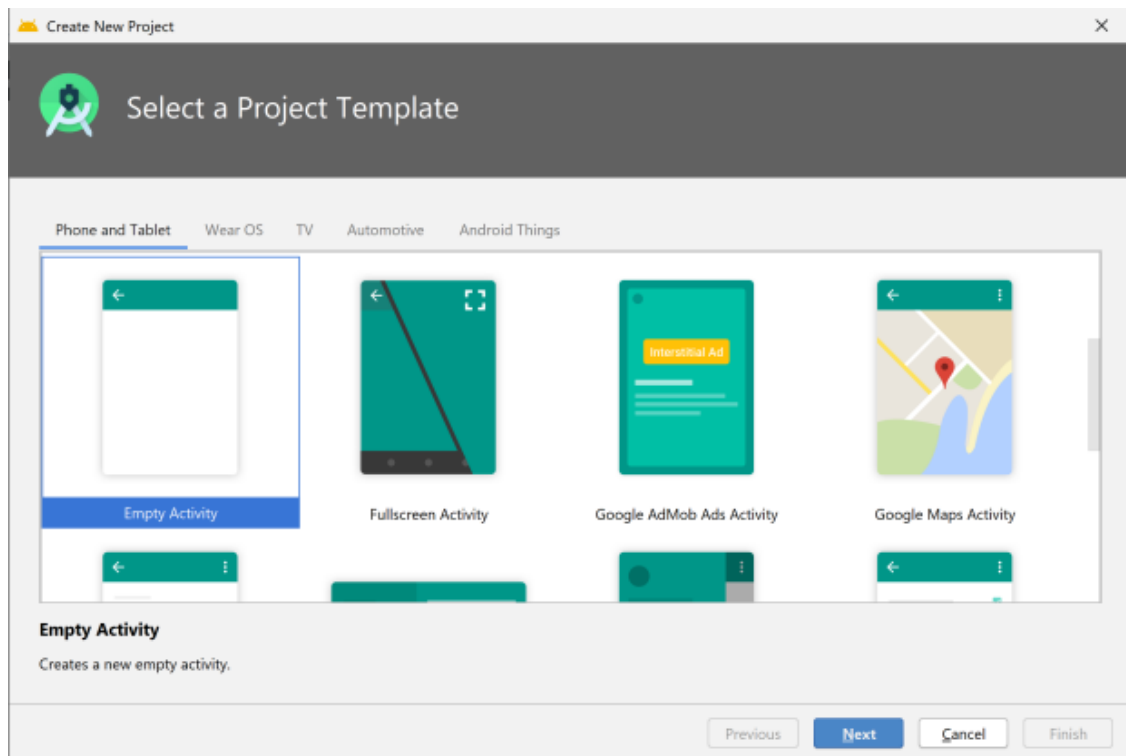 Create New Project
Select a Project Template
Phone and Tablet Wear OS TV Automotive Android Things
Interstitial Ad
Empty Activity Fullscreen Activity Google AdMob Ads Activity Google Maps Activity
Empty Activity
Creates a new empty activity.
Previous Next Cancel Finish